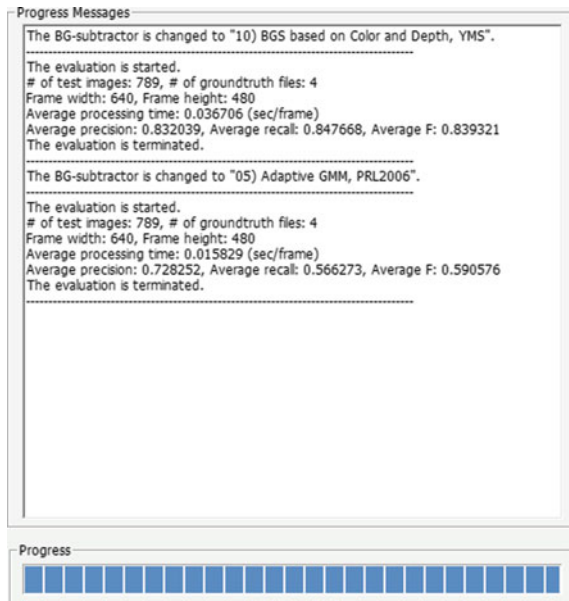 Progress Messages
The BG-subtractor is changed to "10) BGS based on Color and Depth, YMS".
--------------------------------------------------------------------------------
The evaluation is started.
# of test images: 789, # of groundtruth files: 4
Frame width: 640, Frame height: 480
Average processing time: 0.036706 (sec/frame)
Average precision: 0.832039, Average recall: 0.847668, Average F: 0.839321
The evaluation is terminated.
--------------------------------------------------------------------------------
The BG-subtractor is changed to "05) Adaptive GMM, PRL2006".
--------------------------------------------------------------------------------
The evaluation is started.
# of test images: 789, # of groundtruth files: 4
Frame width: 640, Frame height: 480
Average processing time: 0.015829 (sec/frame)
Average precision: 0.728252, Average recall: 0.566273, Average F: 0.590576
The evaluation is terminated.
--------------------------------------------------------------------------------
Progress